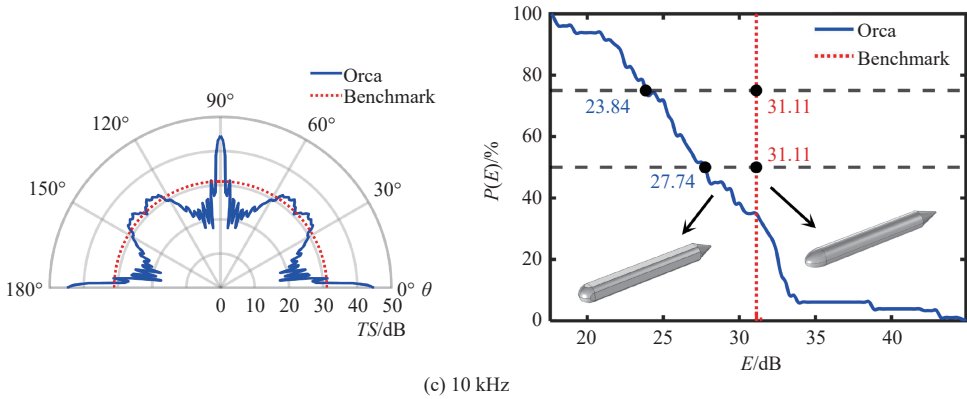 Orca
Benchmark
90°
120°
60°
150°
30°
180°
0° θ
0 10 20 30 40 50
TS/dB
100
80
60
40
20
0
P(E)/%
Orca
Benchmark
23.84
31.11
31.11
27.74
20 25 30 35 40
E/dB
(c) 10 kHz